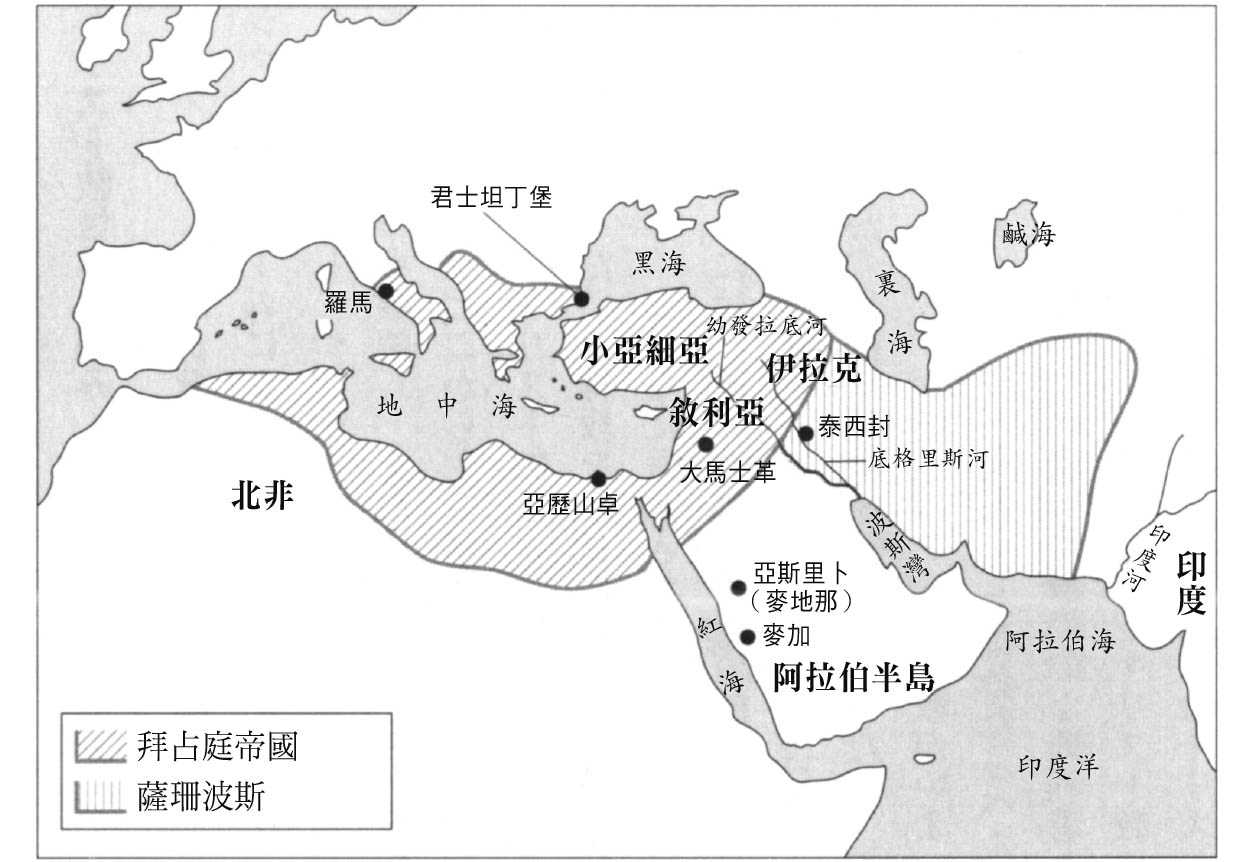 君士坦丁堡
黑海
鹹海
裏海
羅馬
幼發拉底河
小亞細亞
伊拉克
地中海
敘利亞
泰西封
大馬士革
底格里斯河
北非
亞歷山卓
波斯灣
印度河
印度
亞斯里卜
（麥地那）
紅海
麥加
阿拉伯海
阿拉伯半島
拜占庭帝國
印度洋
薩珊波斯